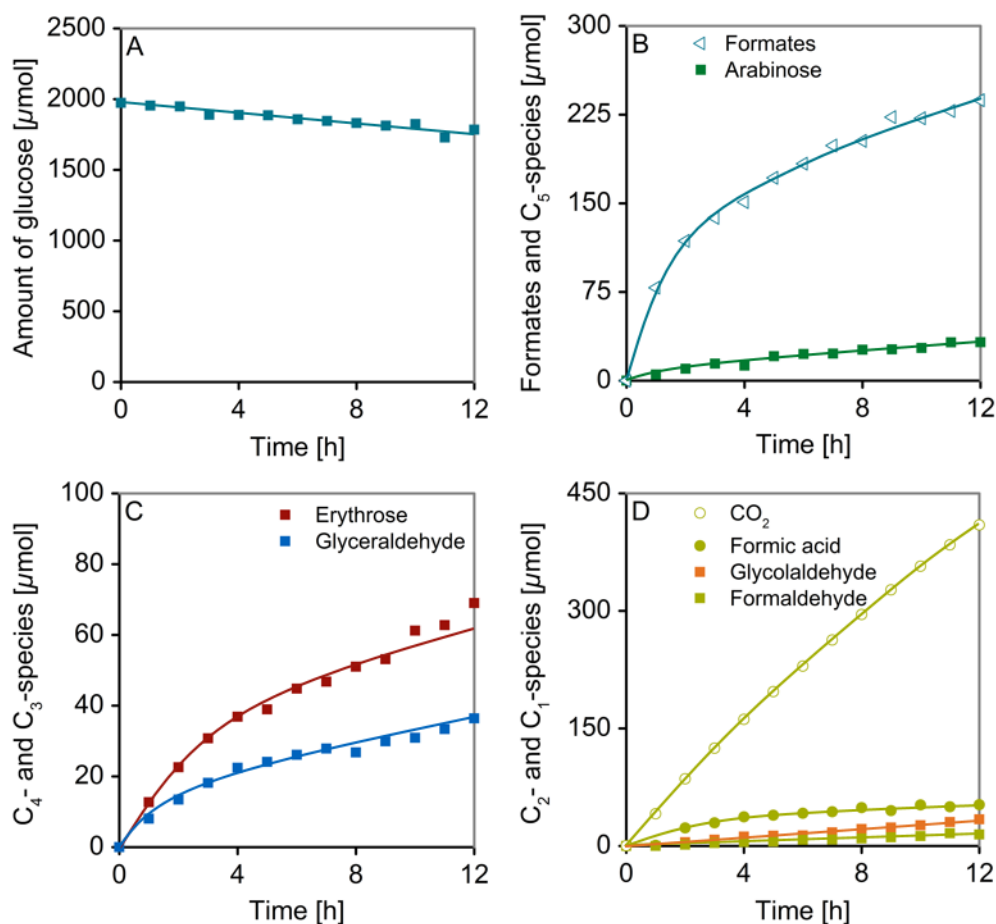 A
Amount of glucose [µmol]
2500
2000
1500
1000
500
0
0 4 8 12
Time [h]
B
Formates
Arabinose
Formates and C₅-species [µmol]
300
225
150
75
0
0 4 8 12
Time [h]
C
Erythrose
Glyceraldehyde
C₄- and C₃-species [µmol]
100
80
60
40
20
0
0 4 8 12
Time [h]
D
CO₂
Formic acid
Glycolaldehyde
Formaldehyde
C₂- and C₁-species [µmol]
450
300
150
0
0 4 8 12
Time [h]